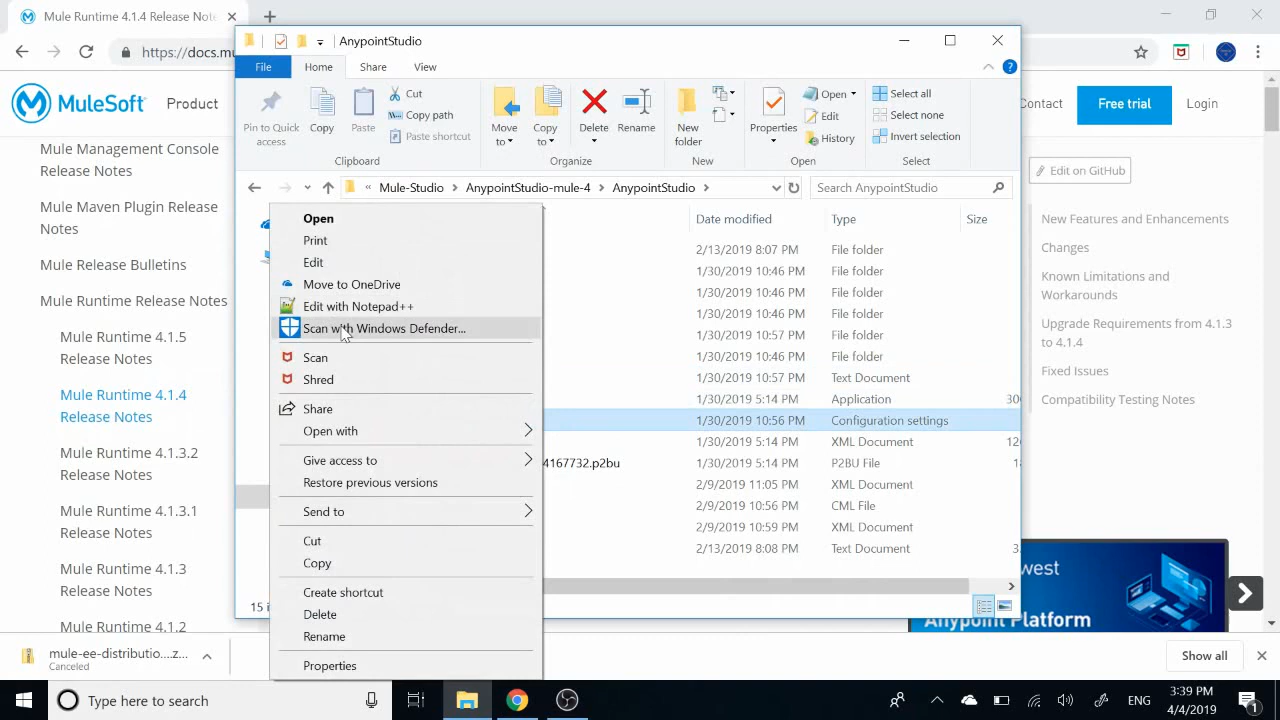 Mule Runtime 4.1.4 Release Not
https://docs.mu
MuleSoft
Product
Contact
Free trial
Login
Mule Management Console
Release Notes
Mule Maven Plugin Release
Notes
Mule Release Bulletins
Mule Runtime Release Notes
Mule Runtime 4.1.5
Release Notes
Mule Runtime 4.1.4
Release Notes
Mule Runtime 4.1.3.2
Release Notes
Mule Runtime 4.1.3.1
Release Notes
Mule Runtime 4.1.3
Release Notes
Mule Runtime 4.1.2
AnypointStudio
File
Home
Share
View
Pin to Quick
access
Copy
Paste
Cut
Copy path
Paste shortcut
Clipboard
Move
to
Copy
to
Delete
Rename
Organize
New
folder
New
Properties
Open
Edit
History
Open
Select all
Select none
Invert selection
Select
« Mule-Studio > AnypointStudio-mule-4 > AnypointStudio >
Search AnypointStudio
Date modified Type Size
2/13/2019 8:07 PM File folder
1/30/2019 10:46 PM File folder
1/30/2019 10:46 PM File folder
1/30/2019 10:46 PM File folder
1/30/2019 10:57 PM File folder
1/30/2019 10:46 PM File folder
1/30/2019 10:57 PM Text Document
1/30/2019 5:14 PM Application 30
1/30/2019 10:56 PM Configuration settings
1/30/2019 5:14 PM XML Document 12
4167732.p2bu 1/30/2019 5:14 PM P2BU File 1
2/9/2019 11:05 PM XML Document
2/9/2019 10:56 PM CML File
2/9/2019 10:59 PM XML Document
2/13/2019 8:08 PM Text Document 3
15 i
Open
Print
Edit
Move to OneDrive
Edit with Notepad++
Scan with Windows Defender...
Scan
Shred
Share
Open with
Give access to
Restore previous versions
Send to
Cut
Copy
Create shortcut
Delete
Rename
Properties
Edit on GitHub
New Features and Enhancements
Changes
Known Limitations and
Workarounds
Upgrade Requirements from 4.1.3
to 4.1.4
Fixed Issues
Compatibility Testing Notes
west
Anypoint Platform
mule-ee-distributio....z...
Canceled
Show all
Type here to search
ENG
3:39 PM
4/4/2019
1